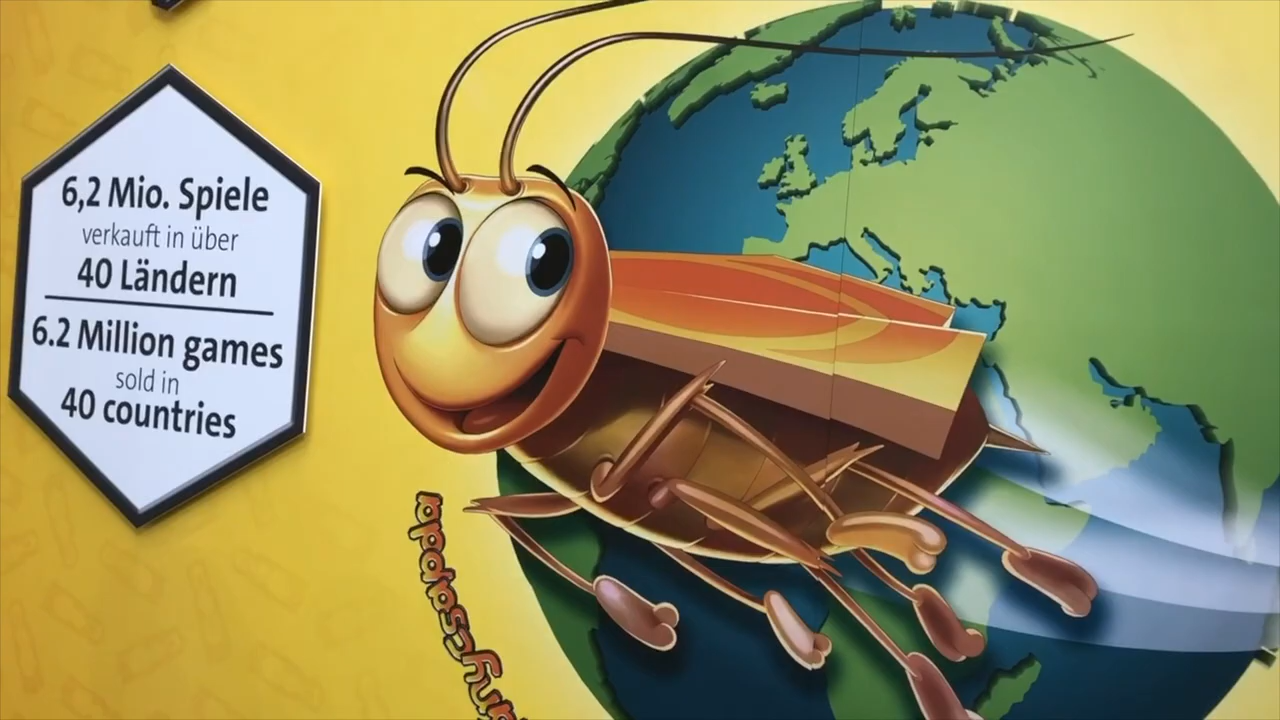 6,2 Mio. Spiele
verkauft in über
40 Ländern
6.2 Million games
sold in
40 countries